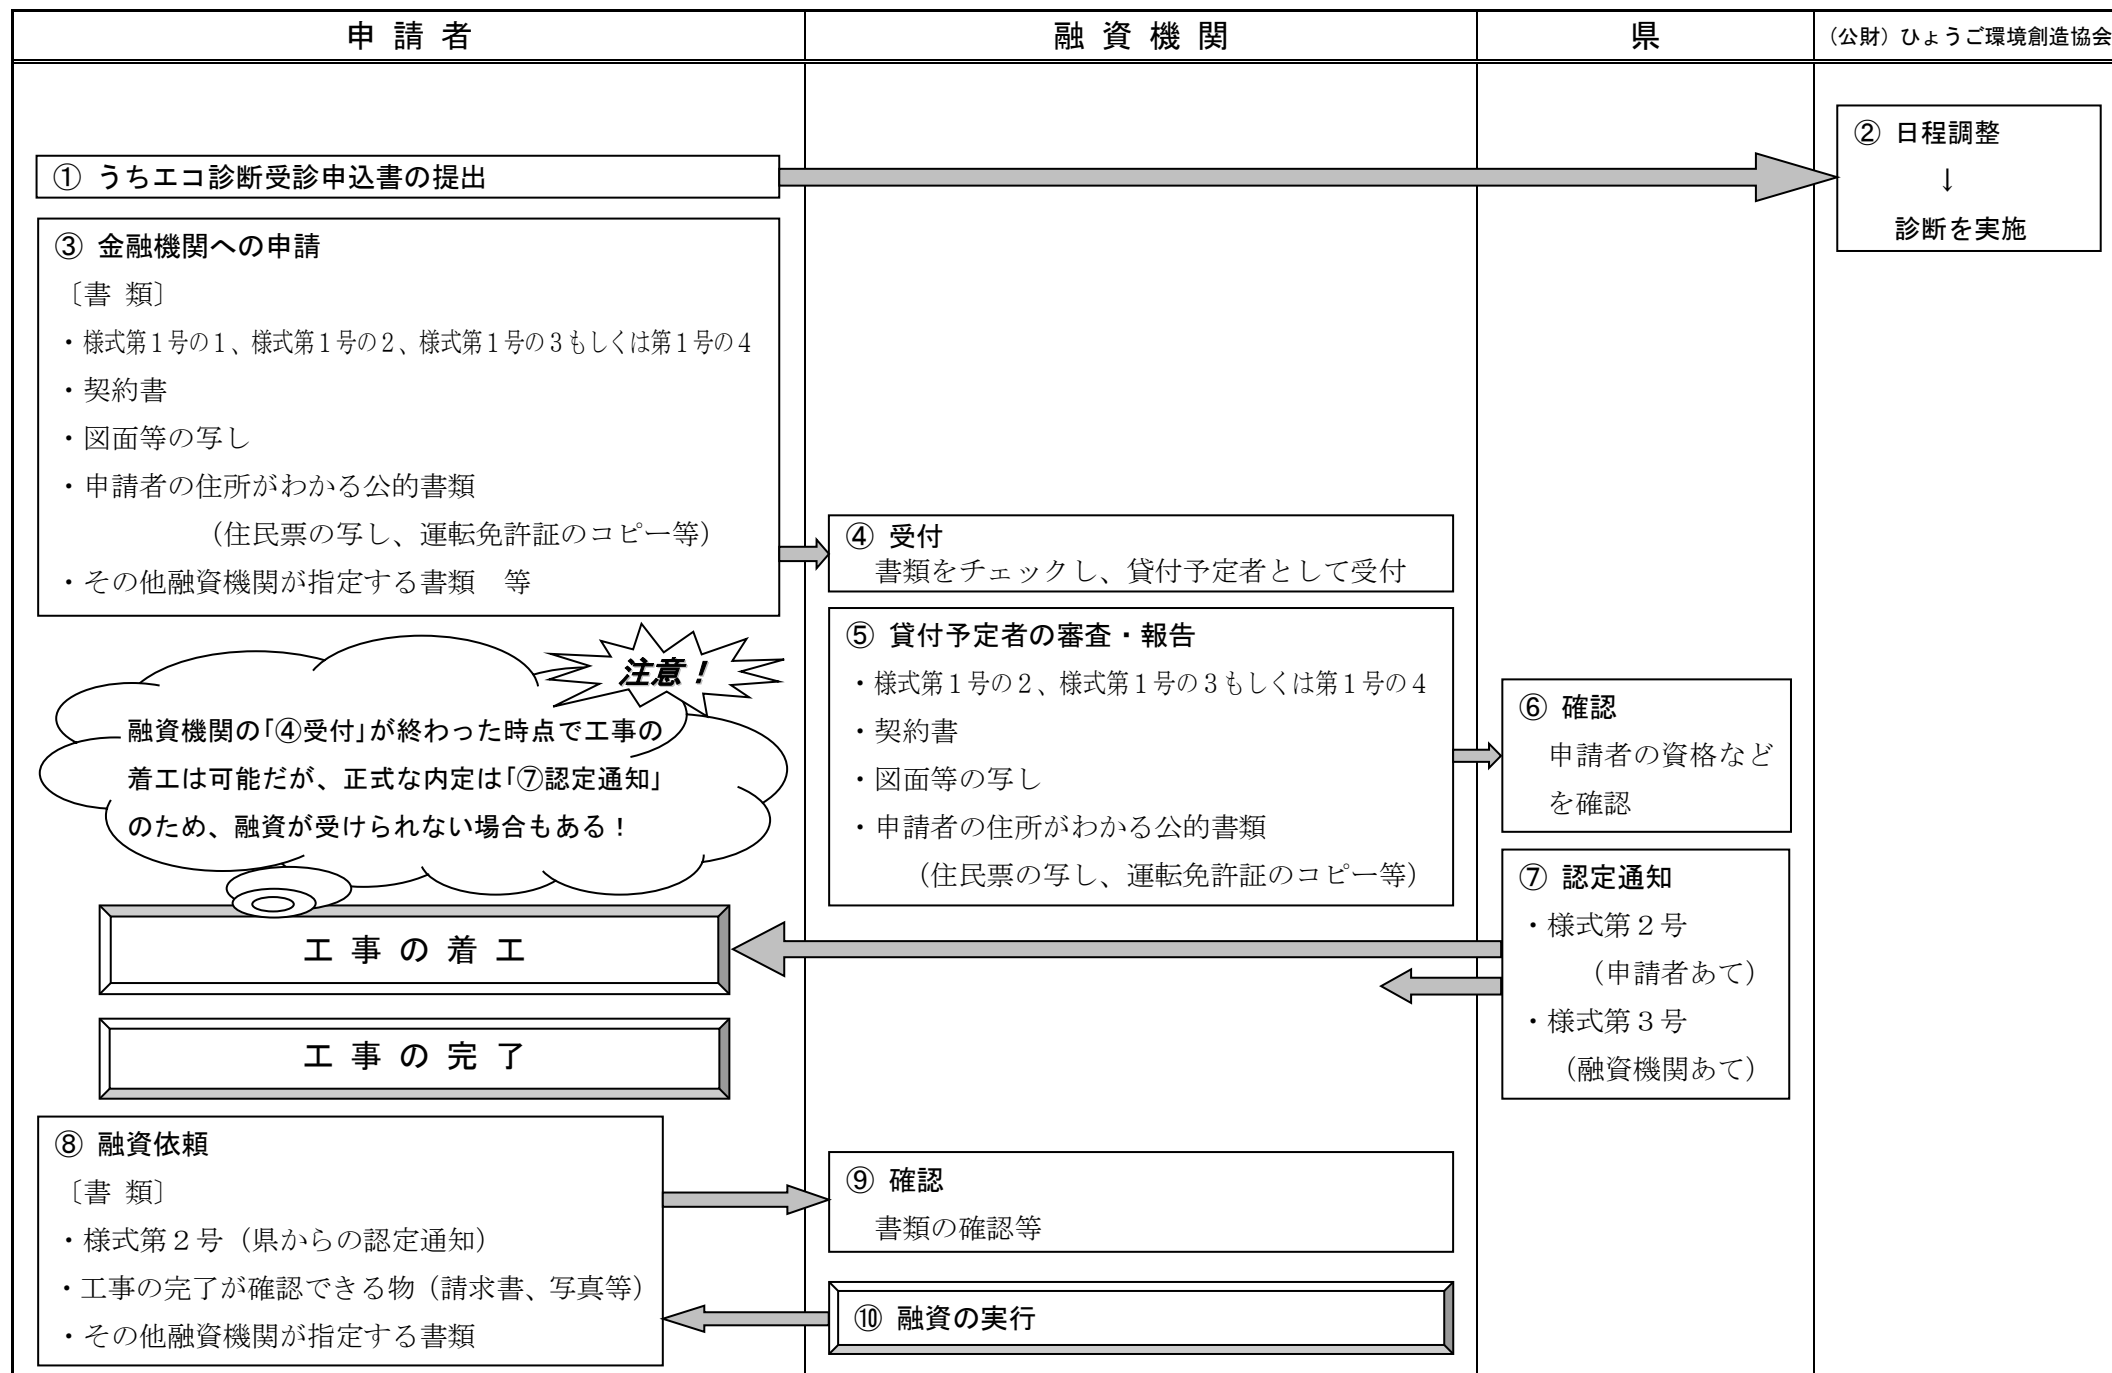 申請者
融資機関
県
（公財）ひょうご環境創造協会
① うちエコ診断受診申込書の提出
② 日程調整
↓
診断を実施
③ 金融機関への申請
〔書 類〕
・様式第１号の１、様式第１号の２、様式第１号の３もしくは第１号の４
・契約書
・図面等の写し
・申請者の住所がわかる公的書類
（住民票の写し、運転免許証のコピー等）
・その他融資機関が指定する書類　等
④ 受付
書類をチェックし、貸付予定者として受付
⑤ 貸付予定者の審査・報告
・様式第１号の２、様式第１号の３もしくは第１号の４
・契約書
・図面等の写し
・申請者の住所がわかる公的書類
（住民票の写し、運転免許証のコピー等）
⑥ 確認
申請者の資格など
を確認
注意！
融資機関の「④受付」が終わった時点で工事の
着工は可能だが、正式な内定は「⑦認定通知」
のため、融資が受けられない場合もある！
⑦ 認定通知
・様式第２号
（申請者あて）
・様式第３号
（融資機関あて）
工事の着工
工事の完了
⑧ 融資依頼
〔書 類〕
・様式第２号（県からの認定通知）
・工事の完了が確認できる物（請求書、写真等）
・その他融資機関が指定する書類
⑨ 確認
書類の確認等
⑩ 融資の実行